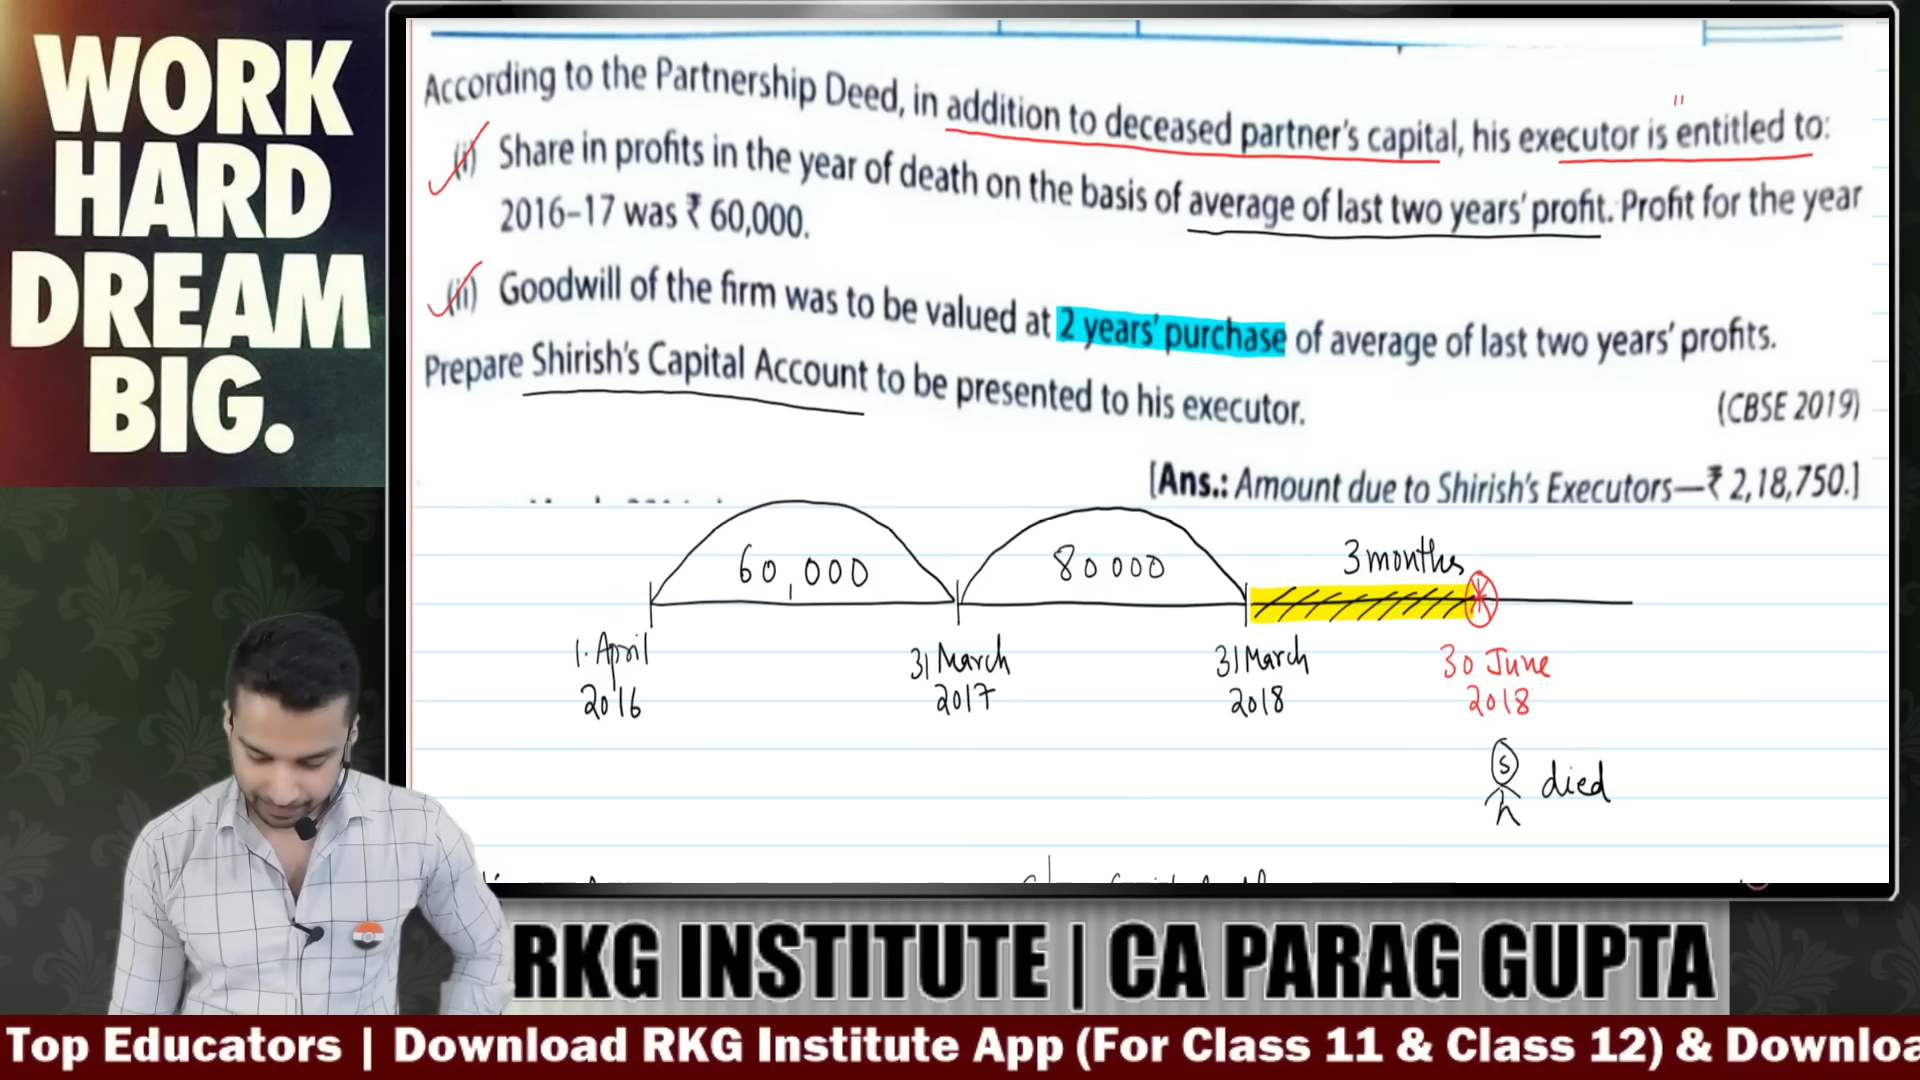 WORK
HARD
DREAM
BIG.
According to the Partnership Deed, in addition to deceased partner's capital, his executor is entitled to:
(i) Share in profits in the year of death on the basis of average of last two years' profit. Profit for the year
2016–17 was ₹ 60,000.
(ii) Goodwill of the firm was to be valued at 2 years' purchase of average of last two years' profits.
Prepare Shirish's Capital Account to be presented to his executor.
(CBSE 2019)
[Ans.: Amount due to Shirish's Executors—₹ 2,18,750.]
60,000
80000
3 months
1 April
2016
31 March
2017
31 March
2018
30 June
2018
S
died
RKG INSTITUTE | CA PARAG GUPTA
Top Educators | Download RKG Institute App (For Class 11 & Class 12) & Downloa